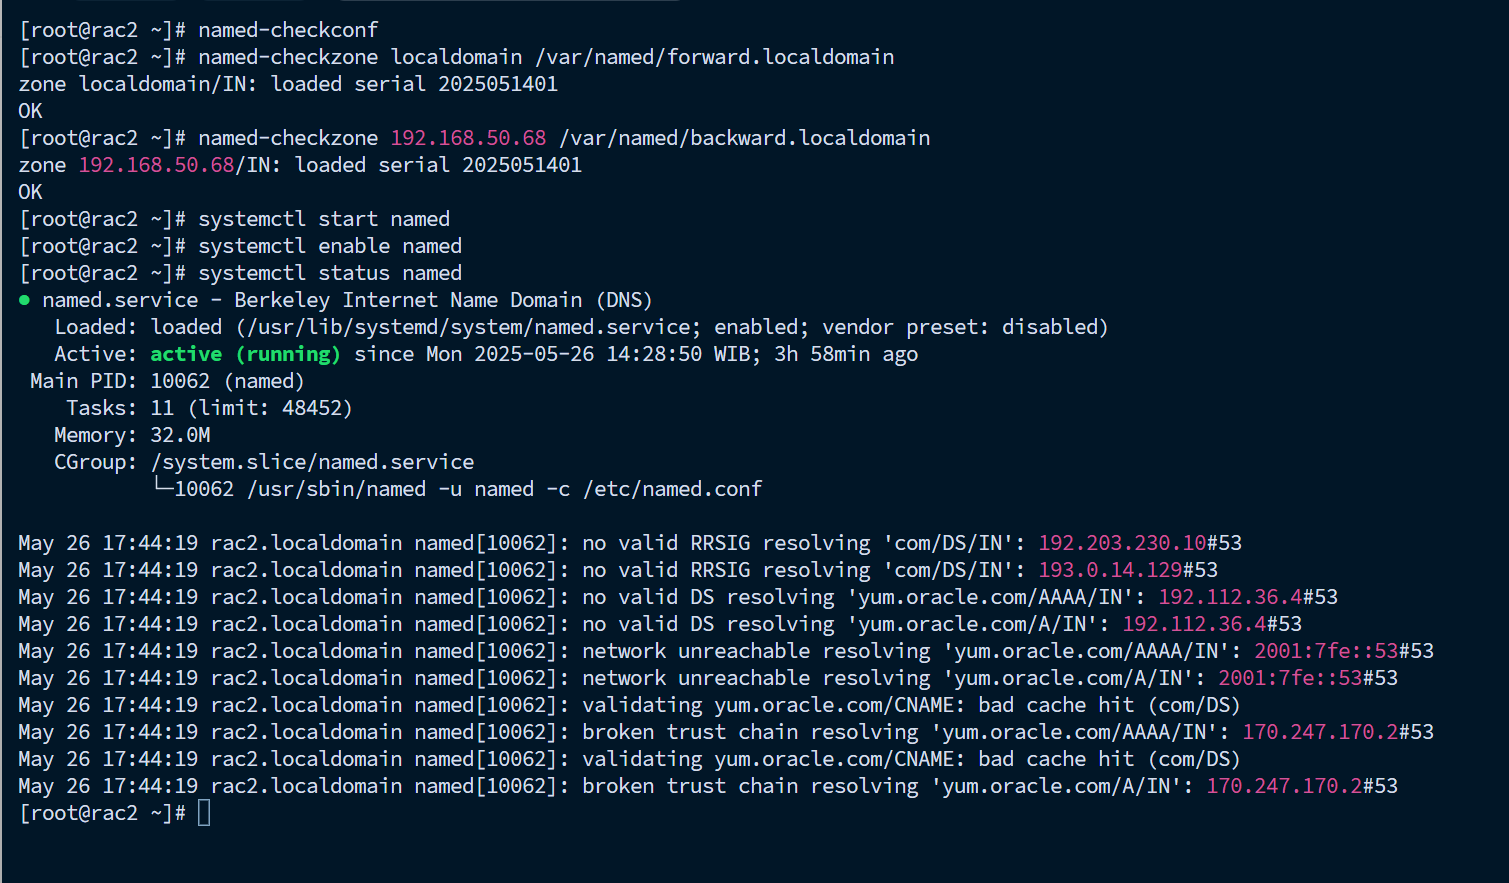 [root@rac2 ~]# named-checkconf
[root@rac2 ~]# named-checkzone localdomain /var/named/forward.localdomain
zone localdomain/IN: loaded serial 2025051401
OK
[root@rac2 ~]# named-checkzone 192.168.50.68 /var/named/backward.localdomain
zone 192.168.50.68/IN: loaded serial 2025051401
OK
[root@rac2 ~]# systemctl start named
[root@rac2 ~]# systemctl enable named
[root@rac2 ~]# systemctl status named
● named.service - Berkeley Internet Name Domain (DNS)
   Loaded: loaded (/usr/lib/systemd/system/named.service; enabled; vendor preset: disabled)
   Active: active (running) since Mon 2025-05-26 14:28:50 WIB; 3h 58min ago
 Main PID: 10062 (named)
    Tasks: 11 (limit: 48452)
   Memory: 32.0M
   CGroup: /system.slice/named.service
           └─10062 /usr/sbin/named -u named -c /etc/named.conf

May 26 17:44:19 rac2.localdomain named[10062]: no valid RRSIG resolving 'com/DS/IN': 192.203.230.10#53
May 26 17:44:19 rac2.localdomain named[10062]: no valid RRSIG resolving 'com/DS/IN': 193.0.14.129#53
May 26 17:44:19 rac2.localdomain named[10062]: no valid DS resolving 'yum.oracle.com/AAAA/IN': 192.112.36.4#53
May 26 17:44:19 rac2.localdomain named[10062]: no valid DS resolving 'yum.oracle.com/A/IN': 192.112.36.4#53
May 26 17:44:19 rac2.localdomain named[10062]: network unreachable resolving 'yum.oracle.com/AAAA/IN': 2001:7fe::53#53
May 26 17:44:19 rac2.localdomain named[10062]: network unreachable resolving 'yum.oracle.com/A/IN': 2001:7fe::53#53
May 26 17:44:19 rac2.localdomain named[10062]: validating yum.oracle.com/CNAME: bad cache hit (com/DS)
May 26 17:44:19 rac2.localdomain named[10062]: broken trust chain resolving 'yum.oracle.com/AAAA/IN': 170.247.170.2#53
May 26 17:44:19 rac2.localdomain named[10062]: validating yum.oracle.com/CNAME: bad cache hit (com/DS)
May 26 17:44:19 rac2.localdomain named[10062]: broken trust chain resolving 'yum.oracle.com/A/IN': 170.247.170.2#53
[root@rac2 ~]#